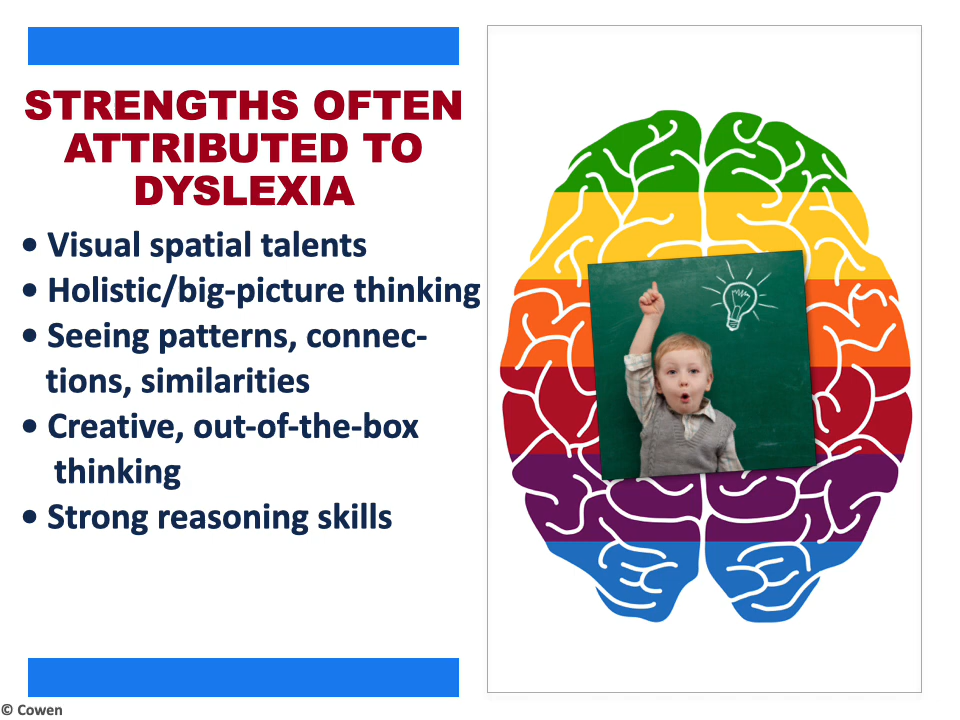 STRENGTHS OFTEN
ATTRIBUTED TO
DYSLEXIA
• Visual spatial talents
• Holistic/big-picture thinking
• Seeing patterns, connec-
tions, similarities
• Creative, out-of-the-box
thinking
• Strong reasoning skills
© Cowen